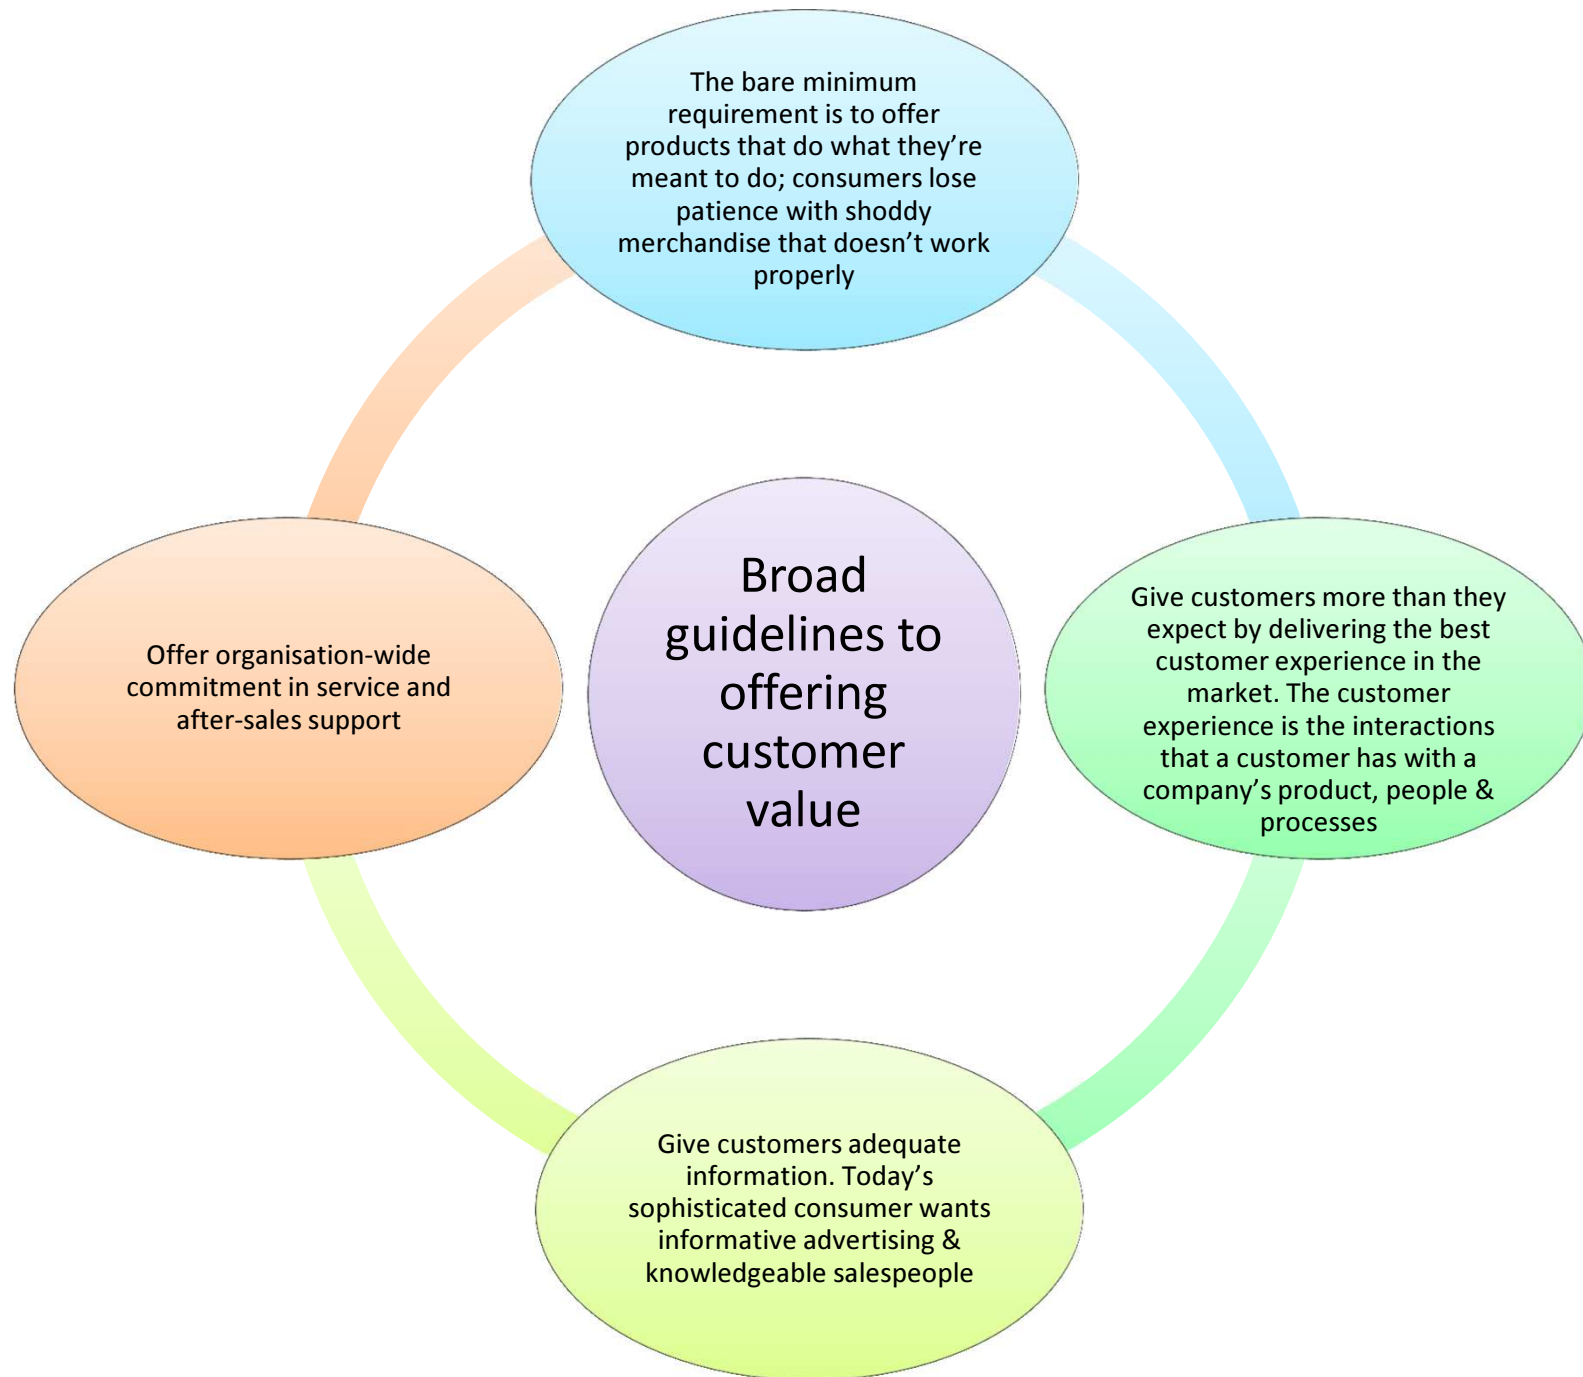 The bare minimum
requirement is to offer
products that do what they’re
meant to do; consumers lose
patience with shoddy
merchandise that doesn’t work
properly
Broad
guidelines to
offering
customer
value
Give customers more than they
expect by delivering the best
customer experience in the
market. The customer
experience is the interactions
that a customer has with a
company’s product, people &
processes
Give customers adequate
information. Today’s
sophisticated consumer wants
informative advertising &
knowledgeable salespeople
Offer organisation-wide
commitment in service and
after-sales support